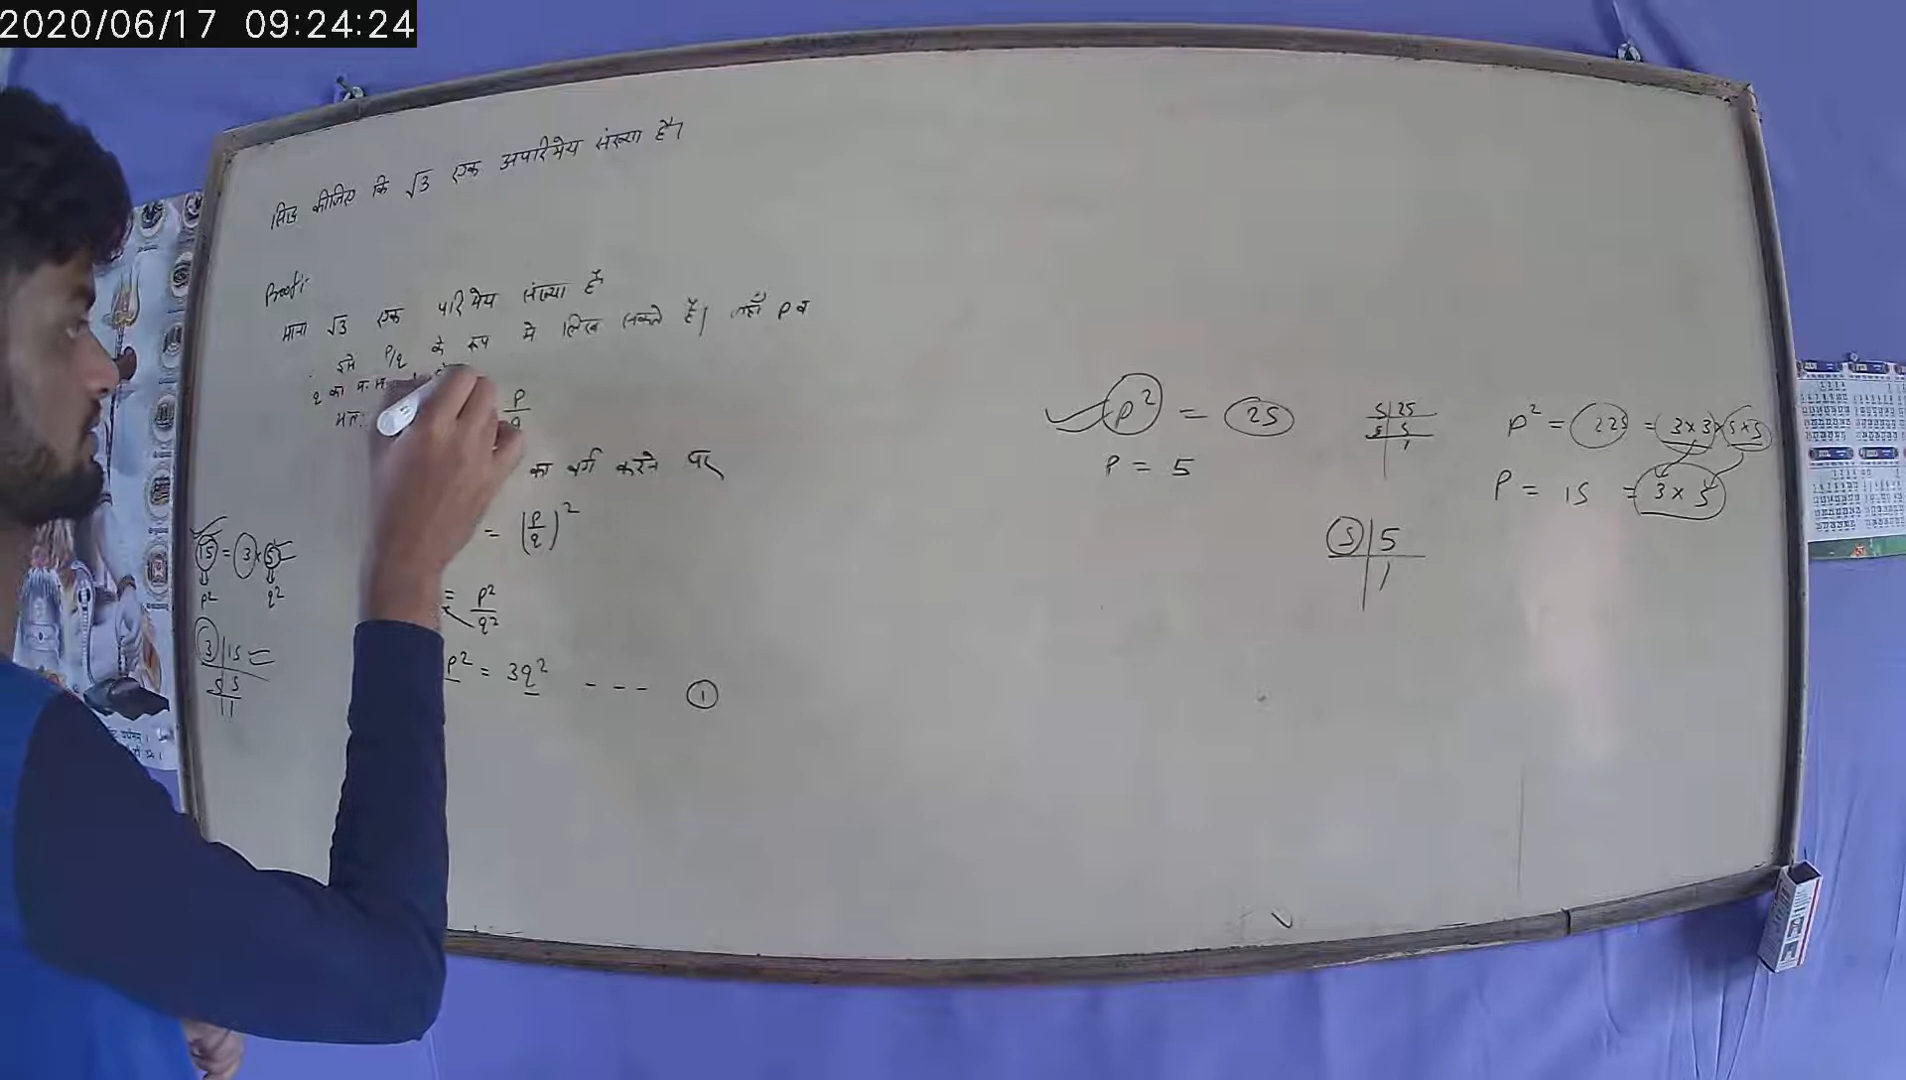 2020/06/17 09:24:24
सिद्ध कीजिए कि √3 एक अपरिमेय संख्या है।
Proof:-
माना √3 एक परिमेय संख्या है
इसे P/q के रूप में लिख सकते हैं। जहाँ P व
q का म.स.
अतः
P/q
का वर्ग करने पर
= (P/q)²
= P²/q²
P² = 3q² - - - ①
15 = 3 × 5
P² q²
3 | 15
5 | 5
1
P² = 25
P = 5
5 | 25
5 | 5
1
5 | 5
1
P² = 225 = 3×3×5×5
P = 15 = 3 × 5